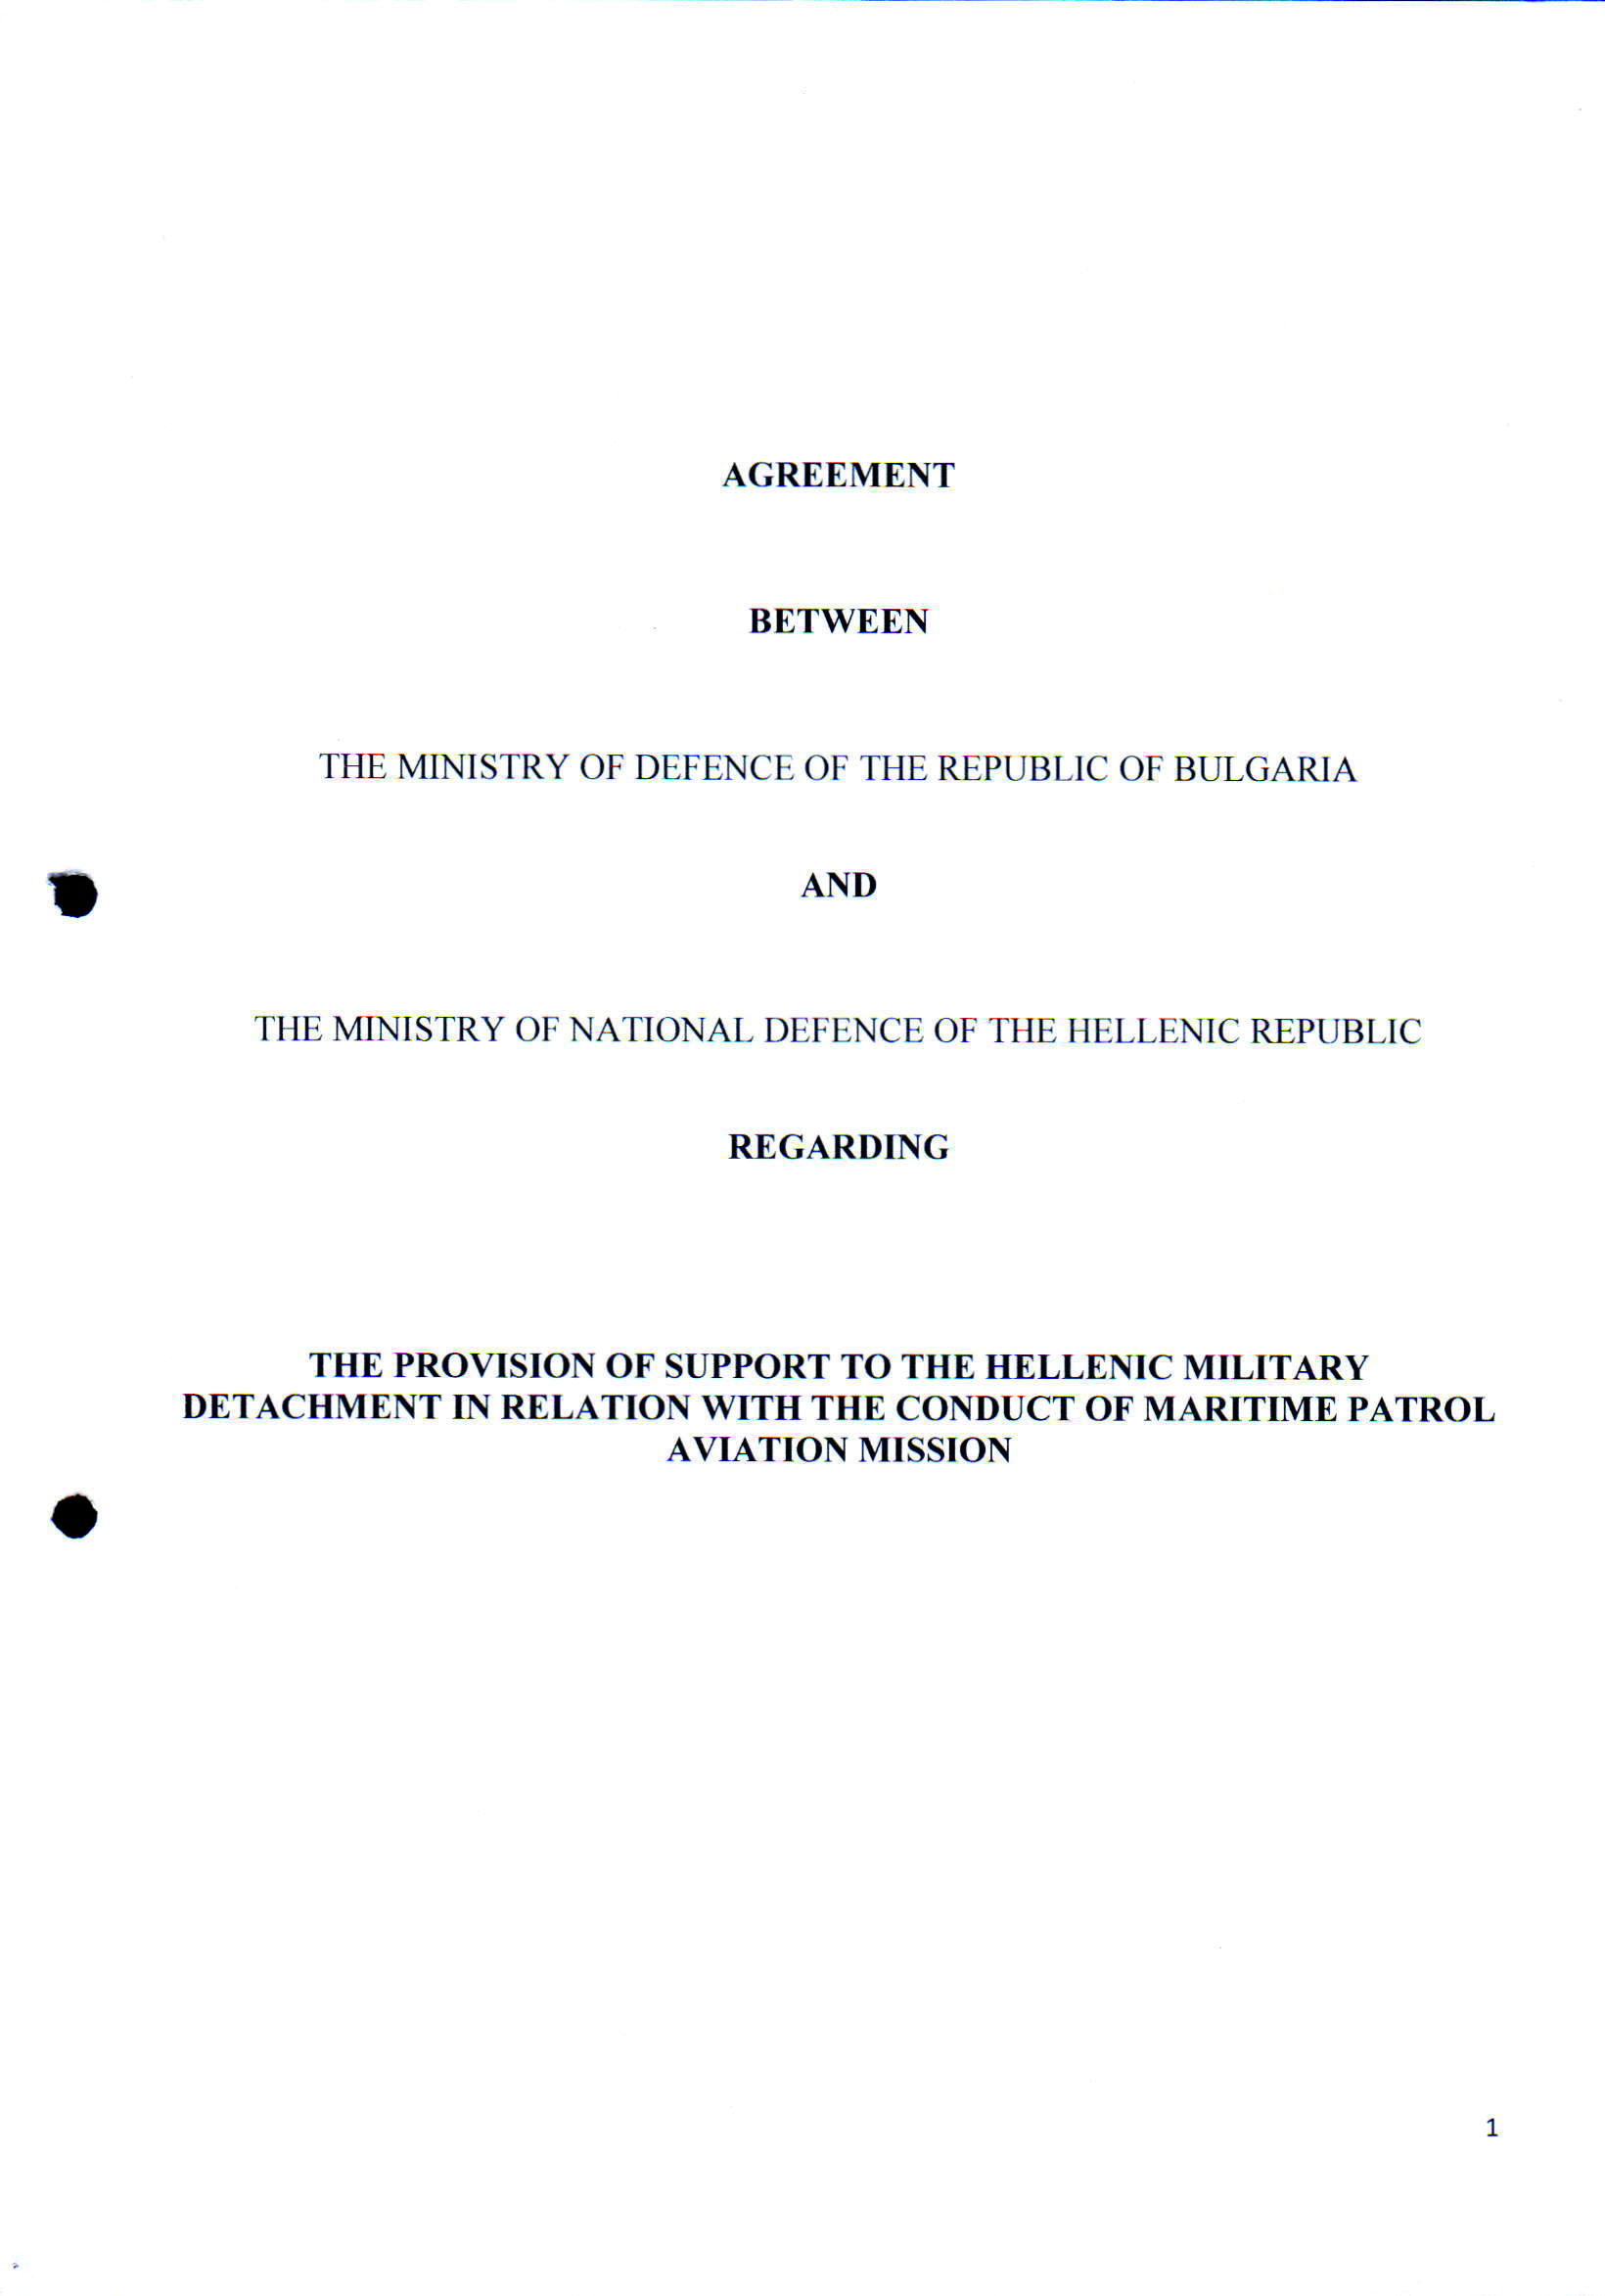 AGREEMENT
BETWEEN
THE MINISTRY OF DEFENCE OF THE REPUBLIC OF BULGARIA
AND
THE MINISTRY OF NATIONAL DEFENCE OF THE HELLENIC REPUBLIC
REGARDING
THE PROVISION OF SUPPORT TO THE HELLENIC MILITARY
DETACHMENT IN RELATION WITH THE CONDUCT OF MARITIME PATROL
AVIATION MISSION
1